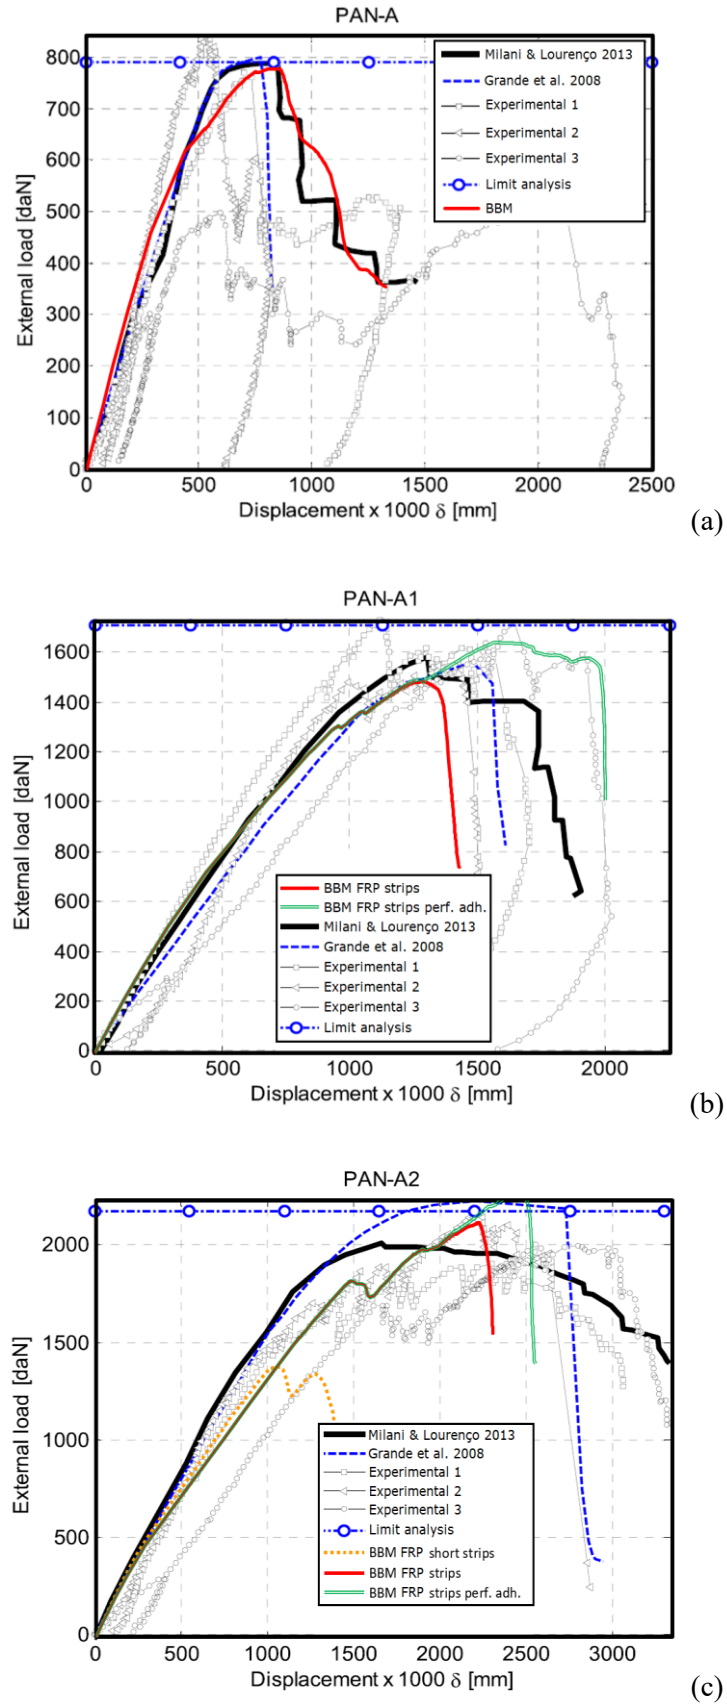 PAN-A
800
700
600
500
400
300
200
100
0
External load [daN]
Milani & Lourenço 2013
Grande et al. 2008
Experimental 1
Experimental 2
Experimental 3
Limit analysis
BBM
0 500 1000 1500 2000 2500
Displacement x 1000 δ [mm]
(a)
PAN-A1
1600
1400
1200
1000
800
600
400
200
0
External load [daN]
BBM FRP strips
BBM FRP strips perf. adh.
Milani & Lourenço 2013
Grande et al. 2008
Experimental 1
Experimental 2
Experimental 3
Limit analysis
0 500 1000 1500 2000
Displacement x 1000 δ [mm]
(b)
PAN-A2
2000
1500
1000
500
0
External load [daN]
Milani & Lourenço 2013
Grande et al. 2008
Experimental 1
Experimental 2
Experimental 3
Limit analysis
BBM FRP short strips
BBM FRP strips
BBM FRP strips perf. adh.
0 500 1000 1500 2000 2500 3000
Displacement x 1000 δ [mm]
(c)